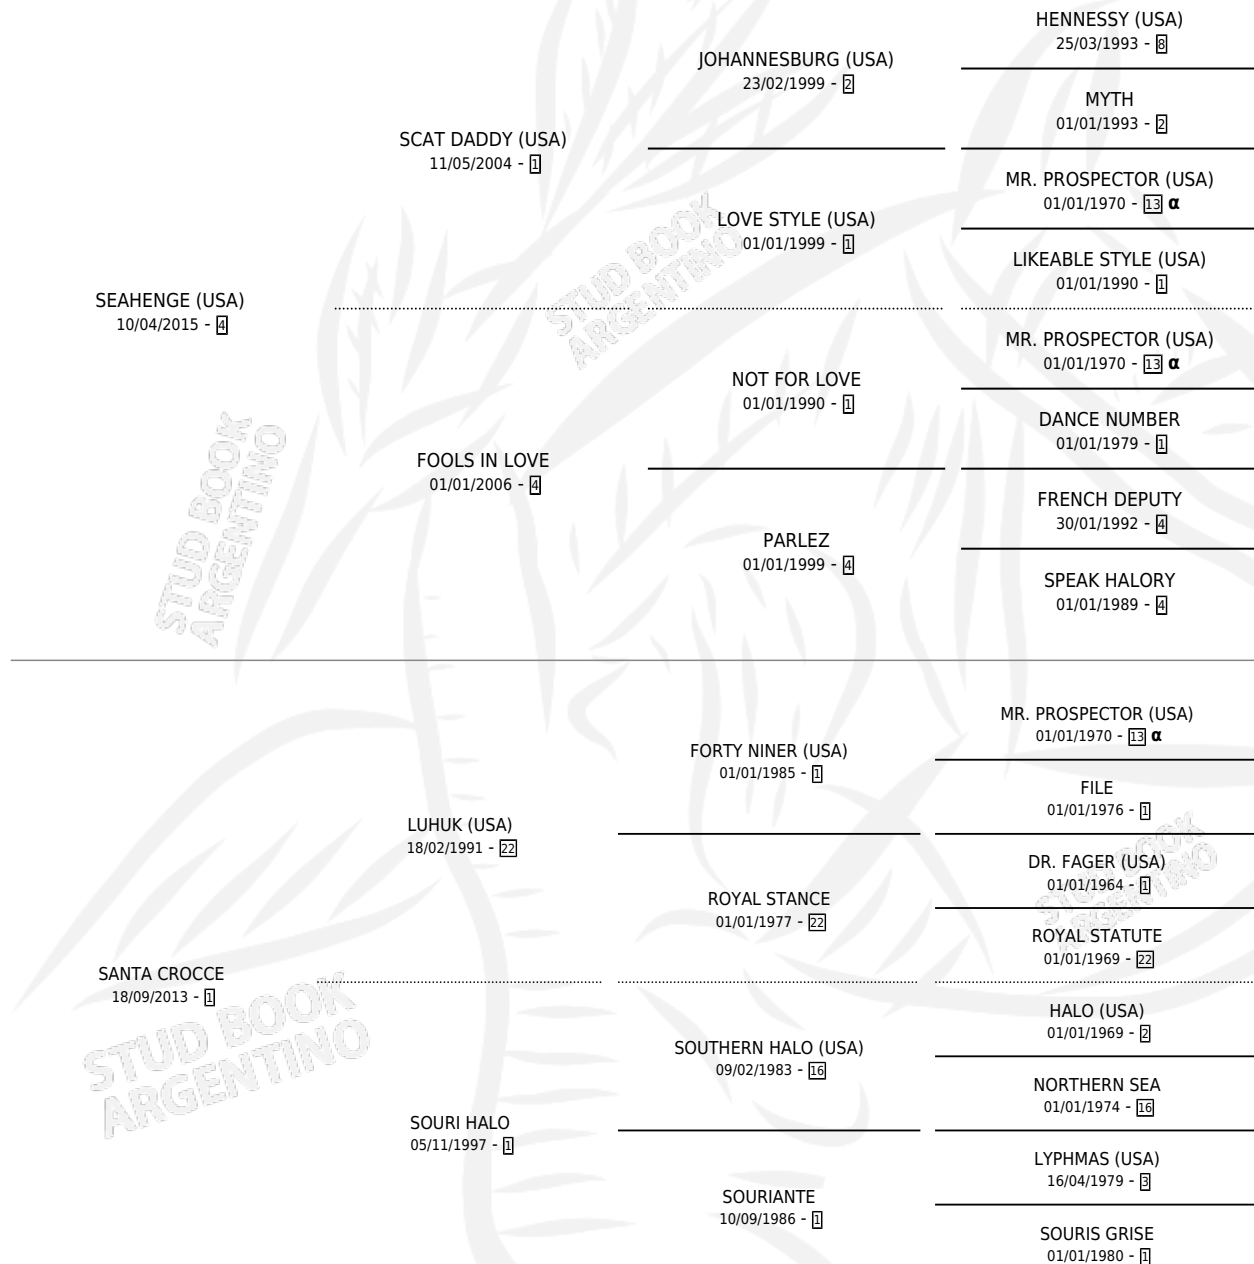 HENNESSY (USA)
25/03/1993 - 8
JOHANNESBURG (USA)
23/02/1999 - 2
MYTH
01/01/1993 - 2
SCAT DADDY (USA)
11/05/2004 - 1
MR. PROSPECTOR (USA)
01/01/1970 - 13 α
LOVE STYLE (USA)
01/01/1999 - 1
LIKEABLE STYLE (USA)
01/01/1990 - 1
SEAHENGE (USA)
10/04/2015 - 4
MR. PROSPECTOR (USA)
01/01/1970 - 13 α
NOT FOR LOVE
01/01/1990 - 1
DANCE NUMBER
01/01/1979 - 1
FOOLS IN LOVE
01/01/2006 - 4
FRENCH DEPUTY
30/01/1992 - 4
PARLEZ
01/01/1999 - 4
SPEAK HALORY
01/01/1989 - 4
MR. PROSPECTOR (USA)
01/01/1970 - 13 α
FORTY NINER (USA)
01/01/1985 - 1
FILE
01/01/1976 - 1
LUHUK (USA)
18/02/1991 - 22
DR. FAGER (USA)
01/01/1964 - 1
ROYAL STANCE
01/01/1977 - 22
ROYAL STATUTE
01/01/1969 - 22
SANTA CROCCE
18/09/2013 - 1
HALO (USA)
01/01/1969 - 2
SOUTHERN HALO (USA)
09/02/1983 - 16
NORTHERN SEA
01/01/1974 - 16
SOURI HALO
05/11/1997 - 1
LYPHMAS (USA)
16/04/1979 - 3
SOURIANTE
10/09/1986 - 1
SOURIS GRISE
01/01/1980 - 1
STUD BOOK
ARGENTINO
STUD BOOK
ARGENTINO
STUD BOOK
ARGENTINO
STUD BOOK
ARGENTINO